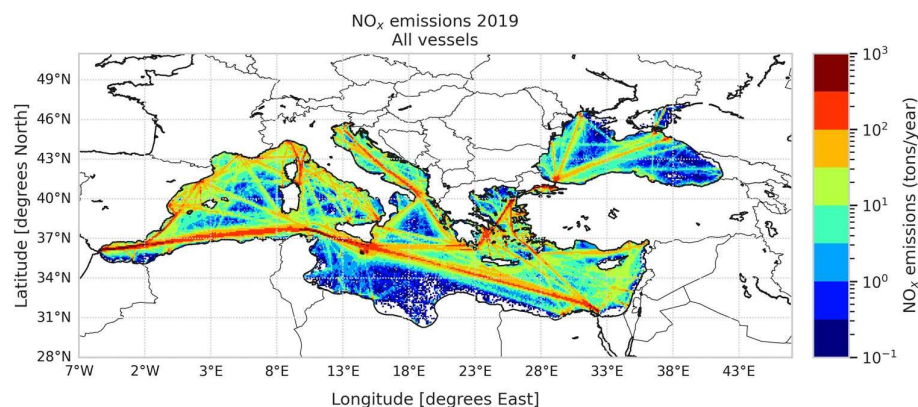 NOx emissions 2019
All vessels
49°N
46°N
43°N
40°N
37°N
34°N
31°N
28°N
Latitude [degrees North]
7°W 2°W 3°E 8°E 13°E 18°E 23°E 28°E 33°E 38°E 43°E
Longitude [degrees East]
10³
10²
10¹
10⁰
10⁻¹
NOx emissions (tons/year)